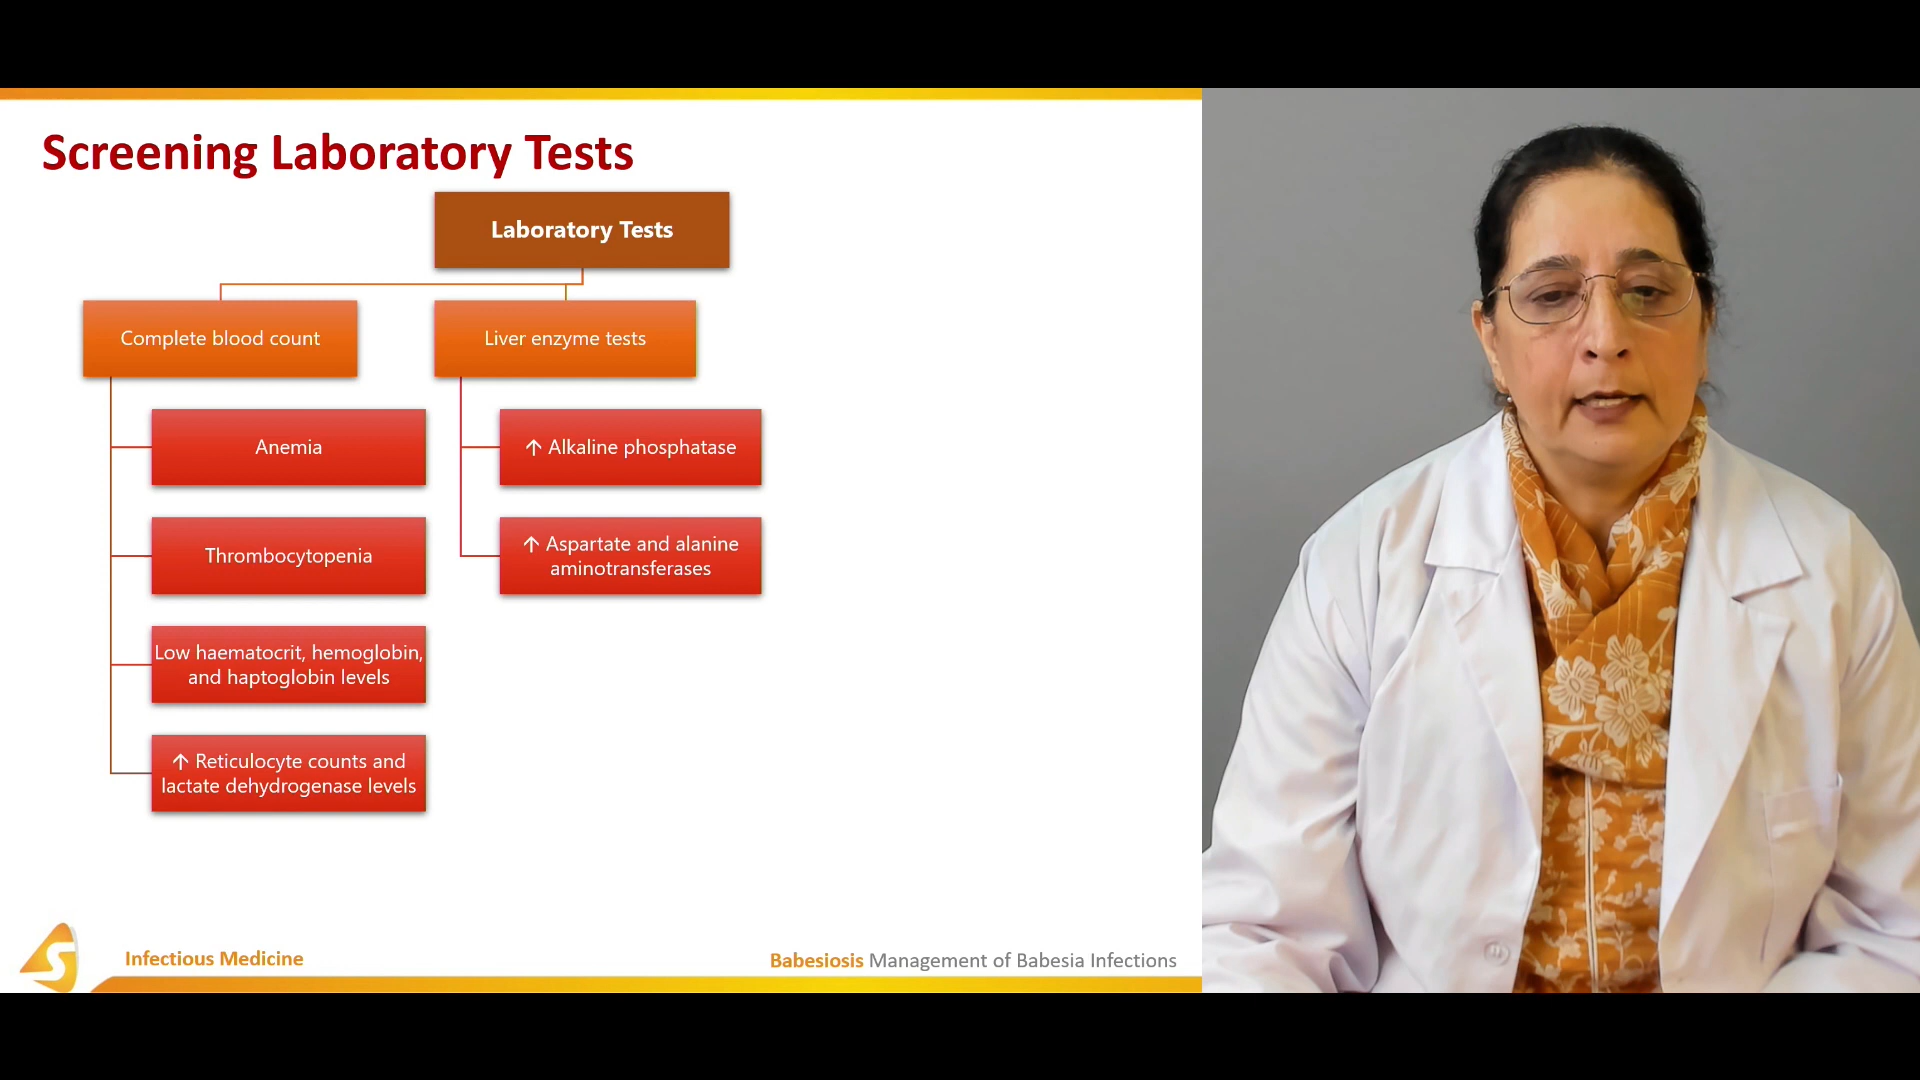 Screening Laboratory Tests
Laboratory Tests
Complete blood count
Liver enzyme tests
Anemia
↑ Alkaline phosphatase
Thrombocytopenia
↑ Aspartate and alanine
aminotransferases
Low haematocrit, hemoglobin,
and haptoglobin levels
↑ Reticulocyte counts and
lactate dehydrogenase levels
S
Infectious Medicine
Babesiosis Management of Babesia Infections